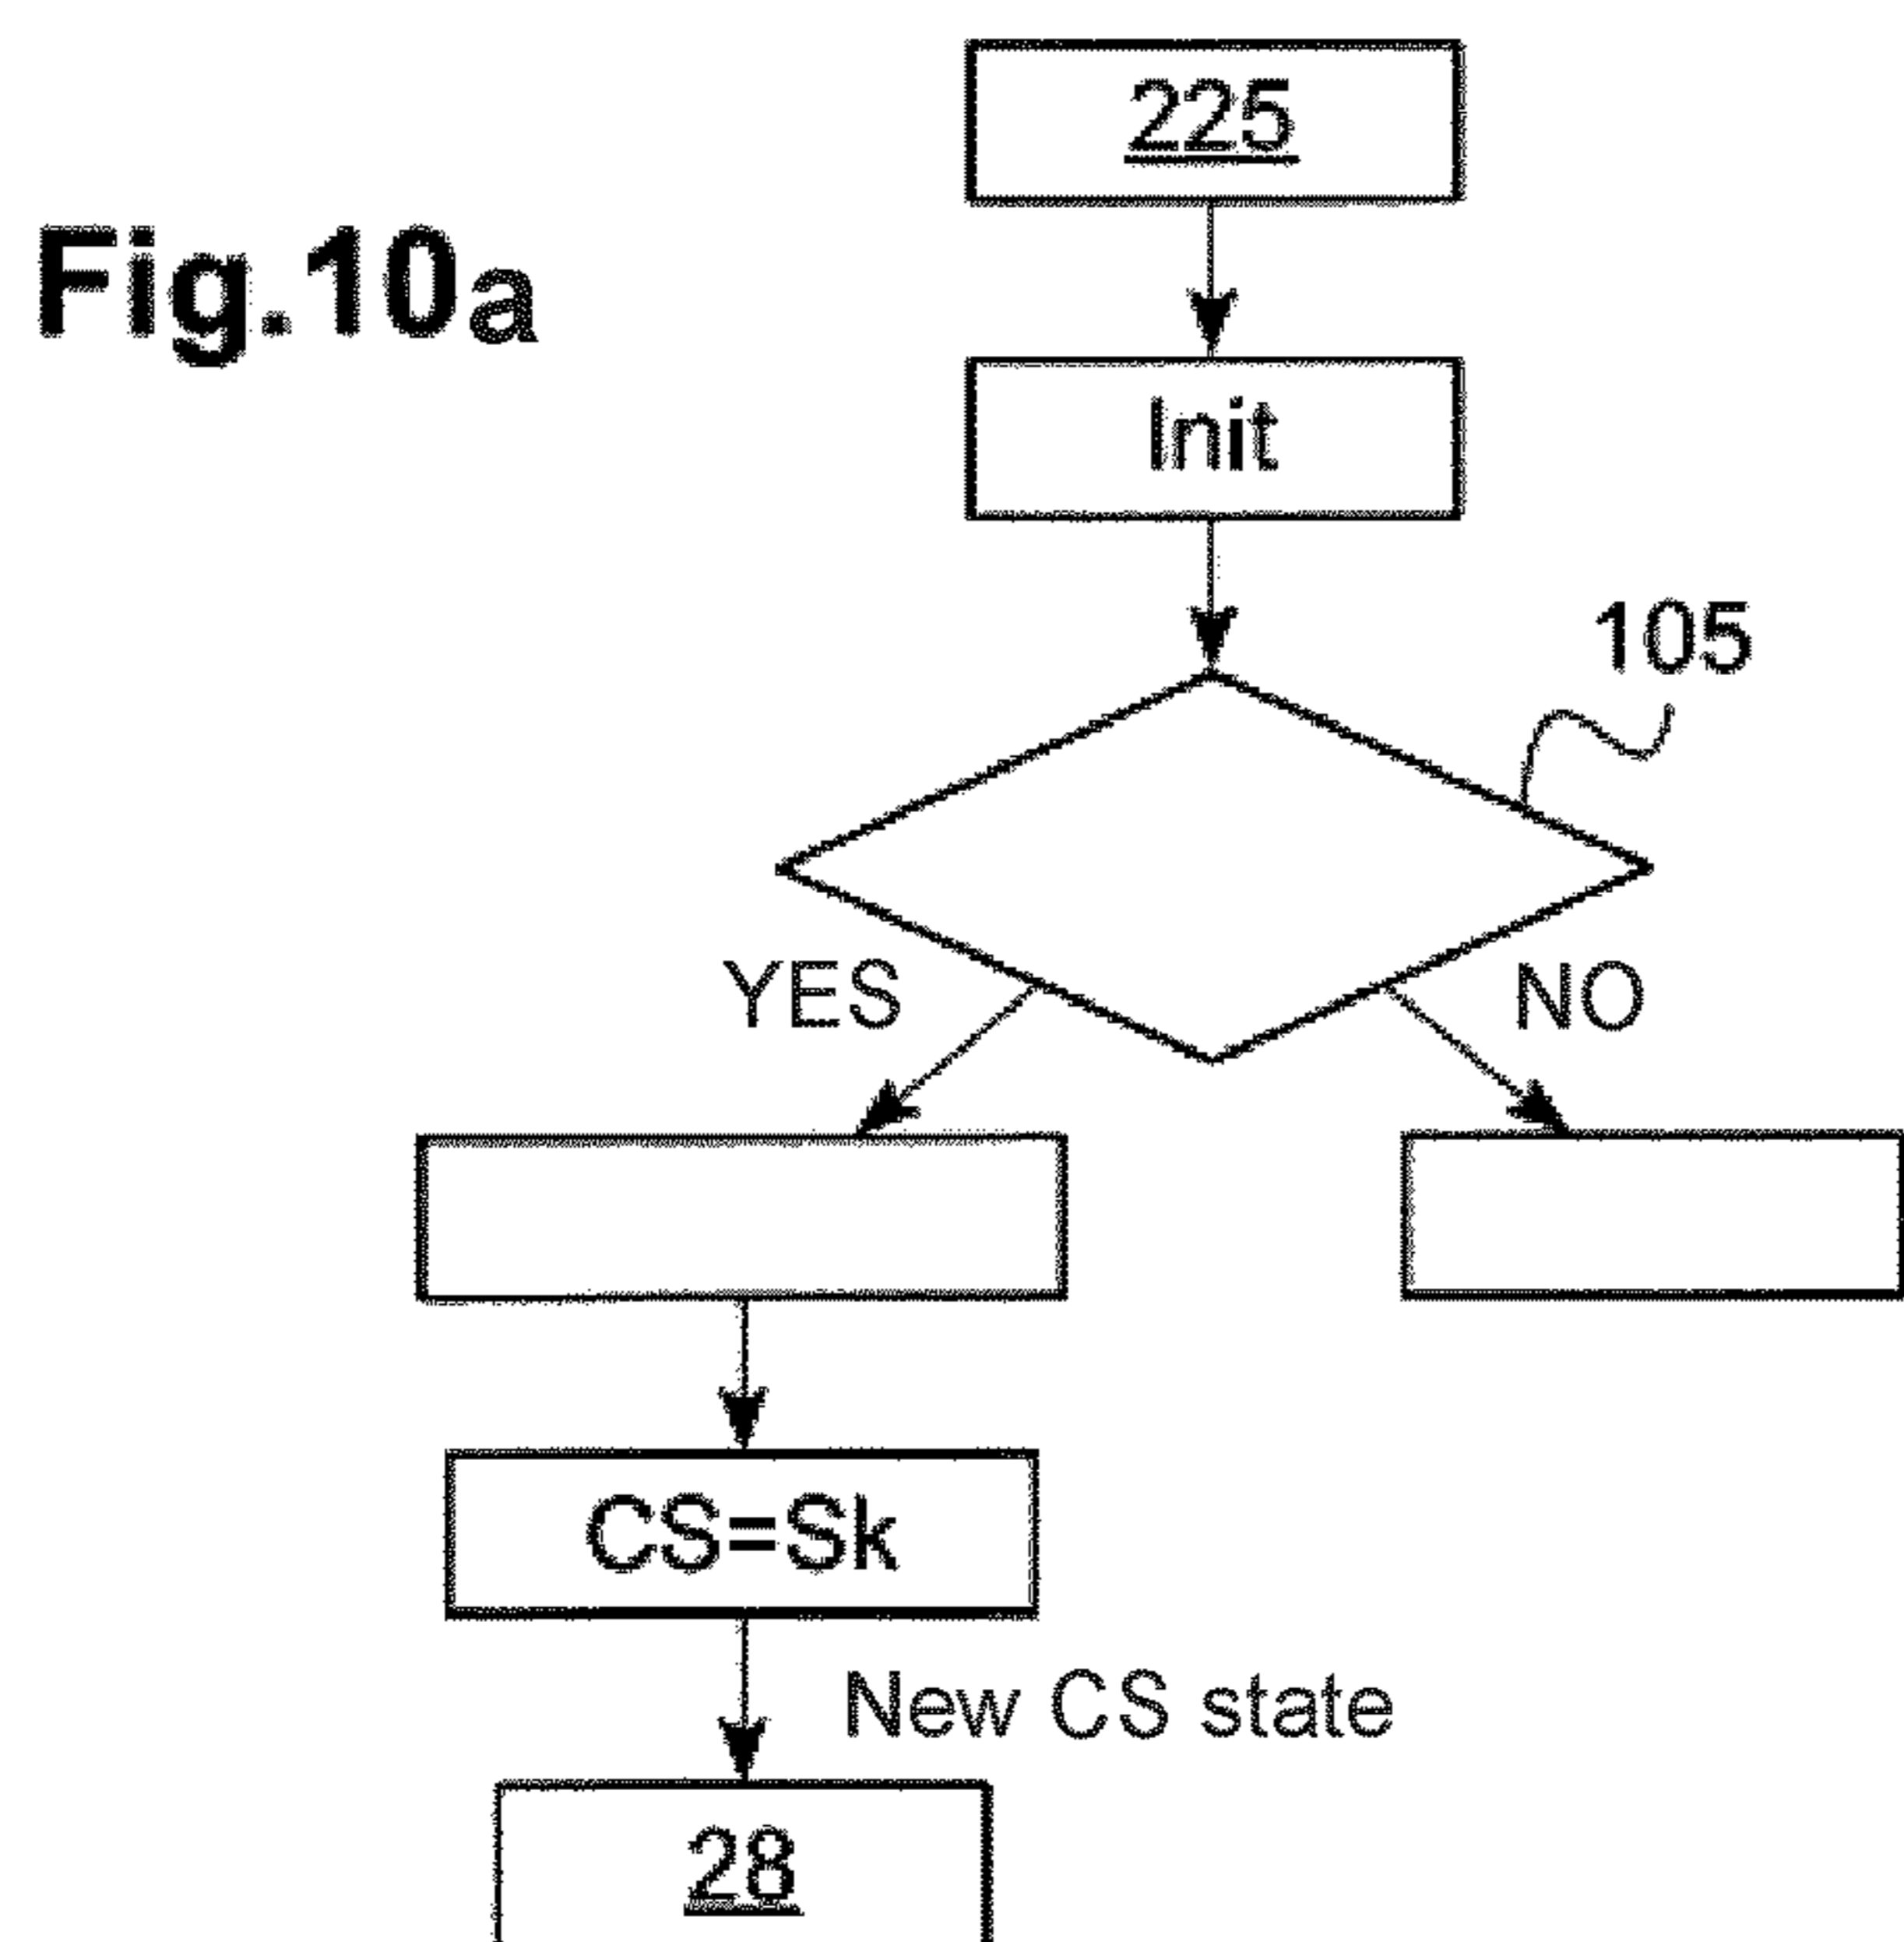 225
Fig.10a
Init
105
YES
NO
CS=Sk
New CS state
28